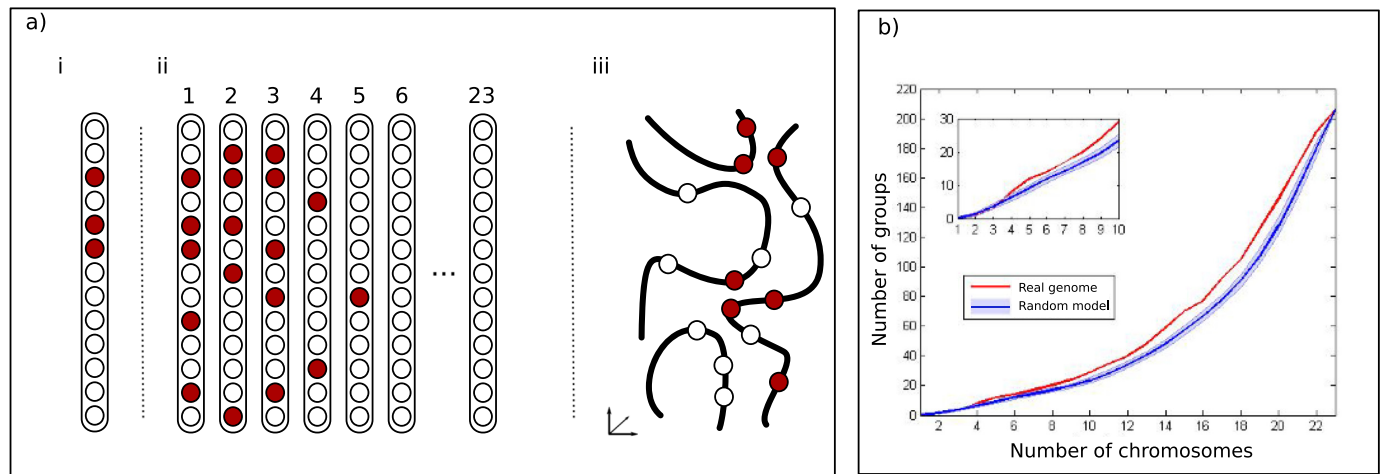 a)
i
ii
iii
1 2 3 4 5 6 23
...
b)
Number of groups
220
200
180
160
140
120
100
80
60
40
20
0
2 4 6 8 10 12 14 16 18 20 22
Number of chromosomes
30
20
10
0
1 2 3 4 5 6 7 8 9 10
Real genome
Random model